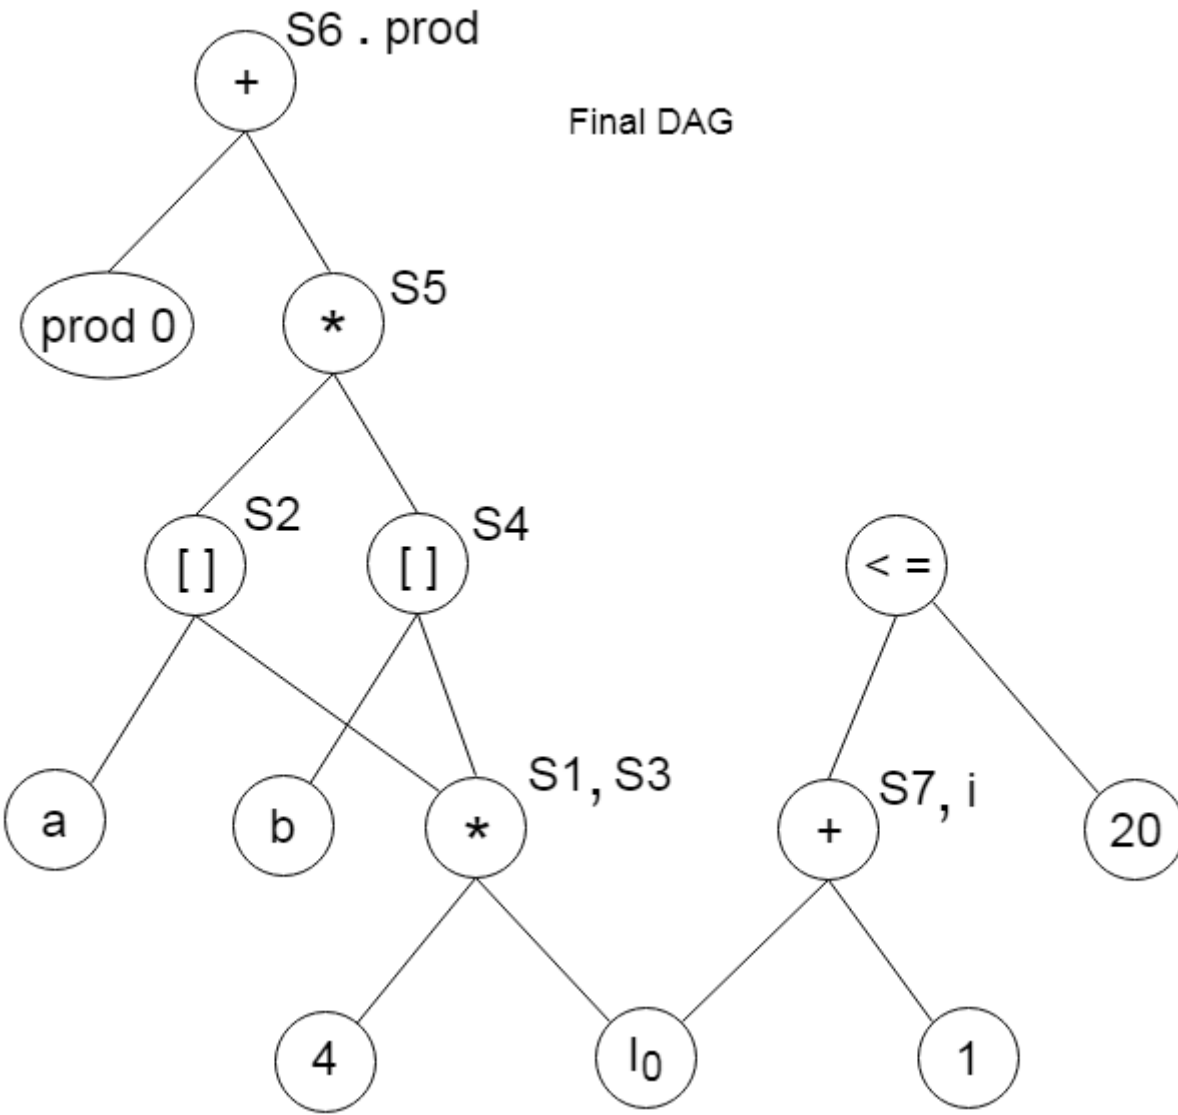 S6 . prod
+
Final DAG
S5
prod 0
*
S2
S4
[ ]
[ ]
< =
S1, S3
S7, i
a
b
*
+
20
4
I0
1